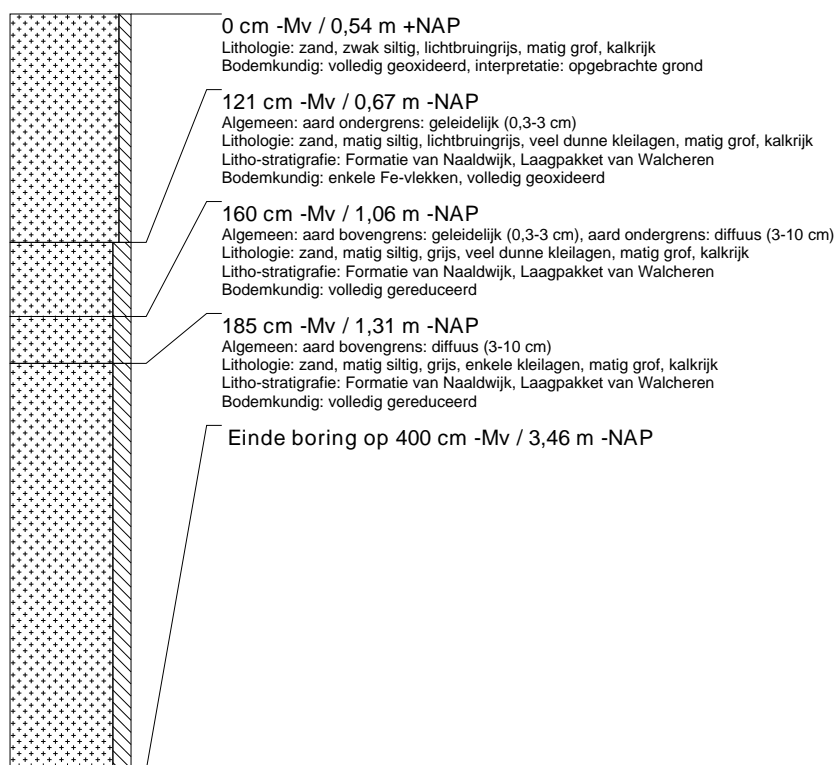 0 cm -Mv / 0,54 m +NAP
Lithologie: zand, zwak siltig, lichtbruingrijs, matig grof, kalkrijk
Bodemkundig: volledig geoxideerd, interpretatie: opgebrachte grond
121 cm -Mv / 0,67 m -NAP
Algemeen: aard ondergrens: geleidelijk (0,3-3 cm)
Lithologie: zand, matig siltig, lichtbruingrijs, veel dunne kleilagen, matig grof, kalkrijk
Litho-stratigrafie: Formatie van Naaldwijk, Laagpakket van Walcheren
Bodemkundig: enkele Fe-vlekken, volledig geoxideerd
160 cm -Mv / 1,06 m -NAP
Algemeen: aard bovengrens: geleidelijk (0,3-3 cm), aard ondergrens: diffuus (3-10 cm)
Lithologie: zand, matig siltig, grijs, veel dunne kleilagen, matig grof, kalkrijk
Litho-stratigrafie: Formatie van Naaldwijk, Laagpakket van Walcheren
Bodemkundig: volledig gereduceerd
185 cm -Mv / 1,31 m -NAP
Algemeen: aard bovengrens: diffuus (3-10 cm)
Lithologie: zand, matig siltig, grijs, enkele kleilagen, matig grof, kalkrijk
Litho-stratigrafie: Formatie van Naaldwijk, Laagpakket van Walcheren
Bodemkundig: volledig gereduceerd
Einde boring op 400 cm -Mv / 3,46 m -NAP